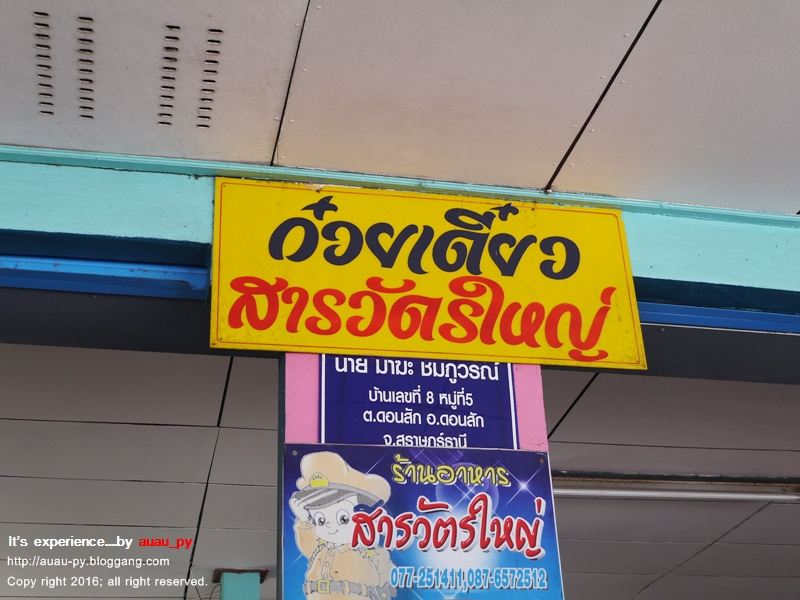 ก๋วยเตี๋ยว
สารวัตรใหญ่
นาย มาฆะ ชมภูวรณ์
บ้านเลขที่ 8 หมู่ที่5
ต.ดอนสัก อ.ดอนสัก
จ.สุราษฎร์ธานี
ร้านอาหาร
สารวัตรใหญ่
077-251411,087-6572512
It's experience....by auau_py
http://auau-py.bloggang.com
Copy right 2016; all right reserved.